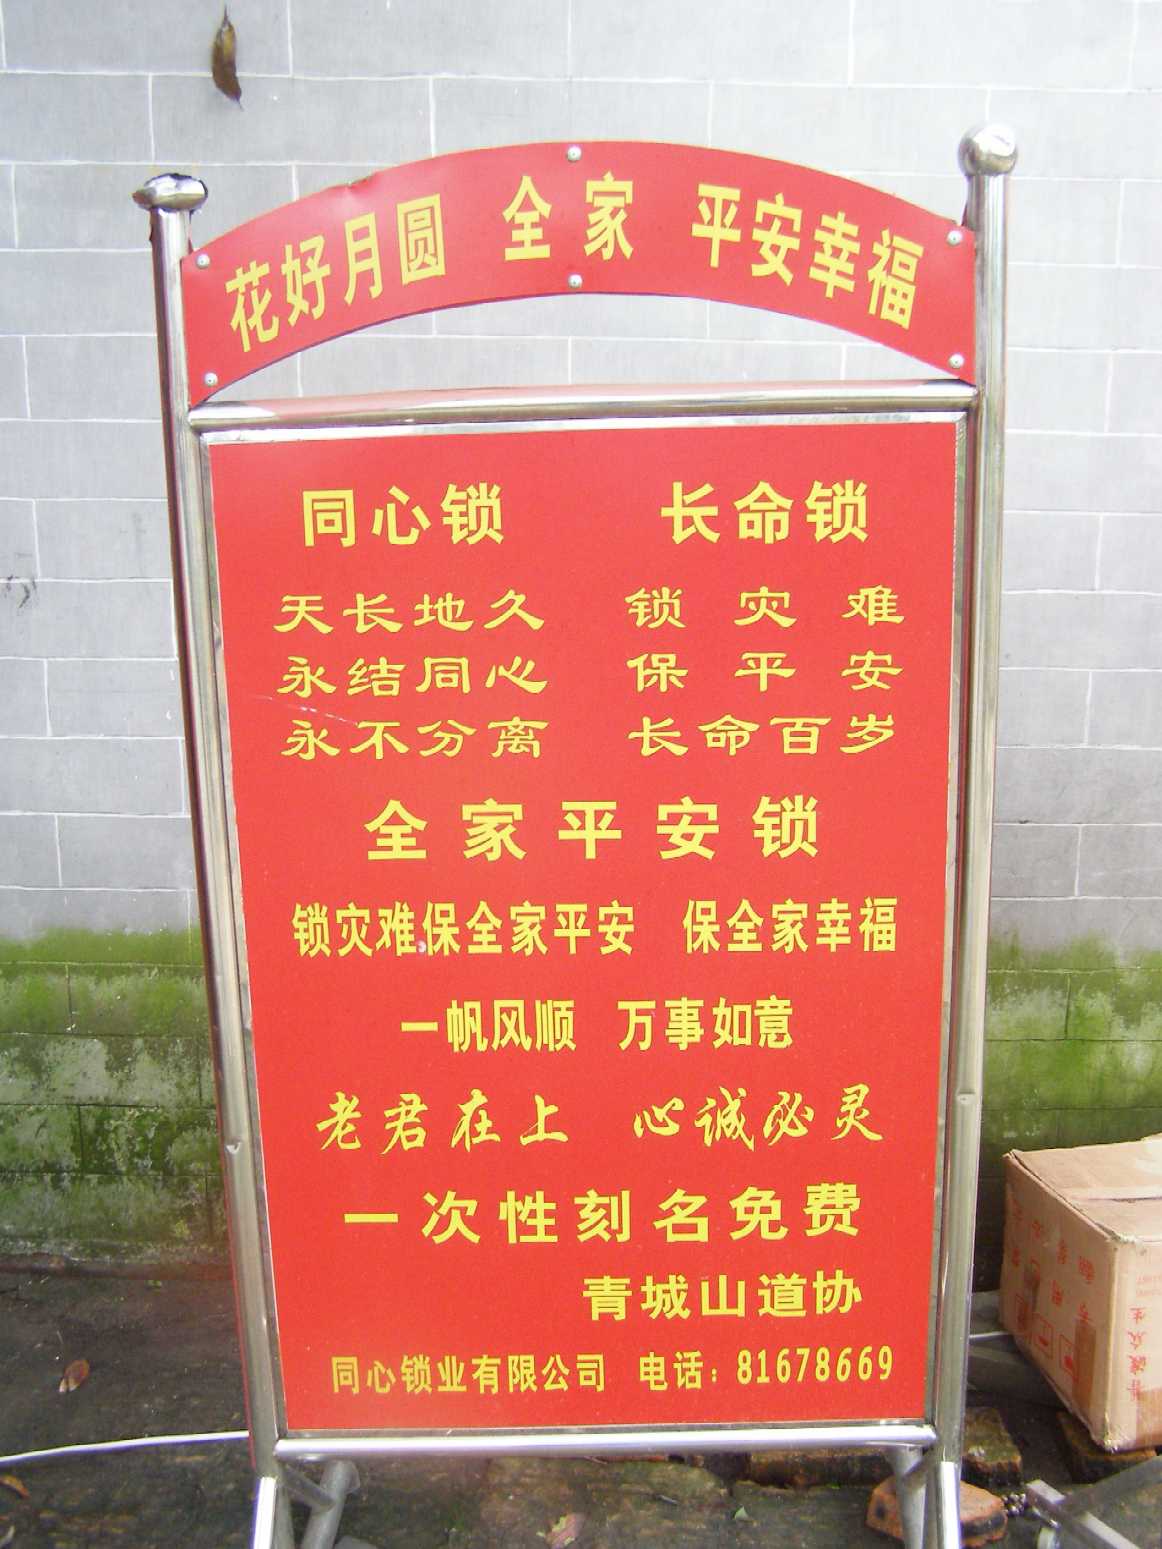 花好月圆 全家 平安幸福
同心锁 长命锁
天长地久 锁灾难
永结同心 保平安
永不分离 长命百岁
全家平安锁
锁灾难保全家平安 保全家幸福
一帆风顺 万事如意
老君在上 心诚必灵
一次性刻名免费
青城山道协
同心锁业有限公司 电话：81678669